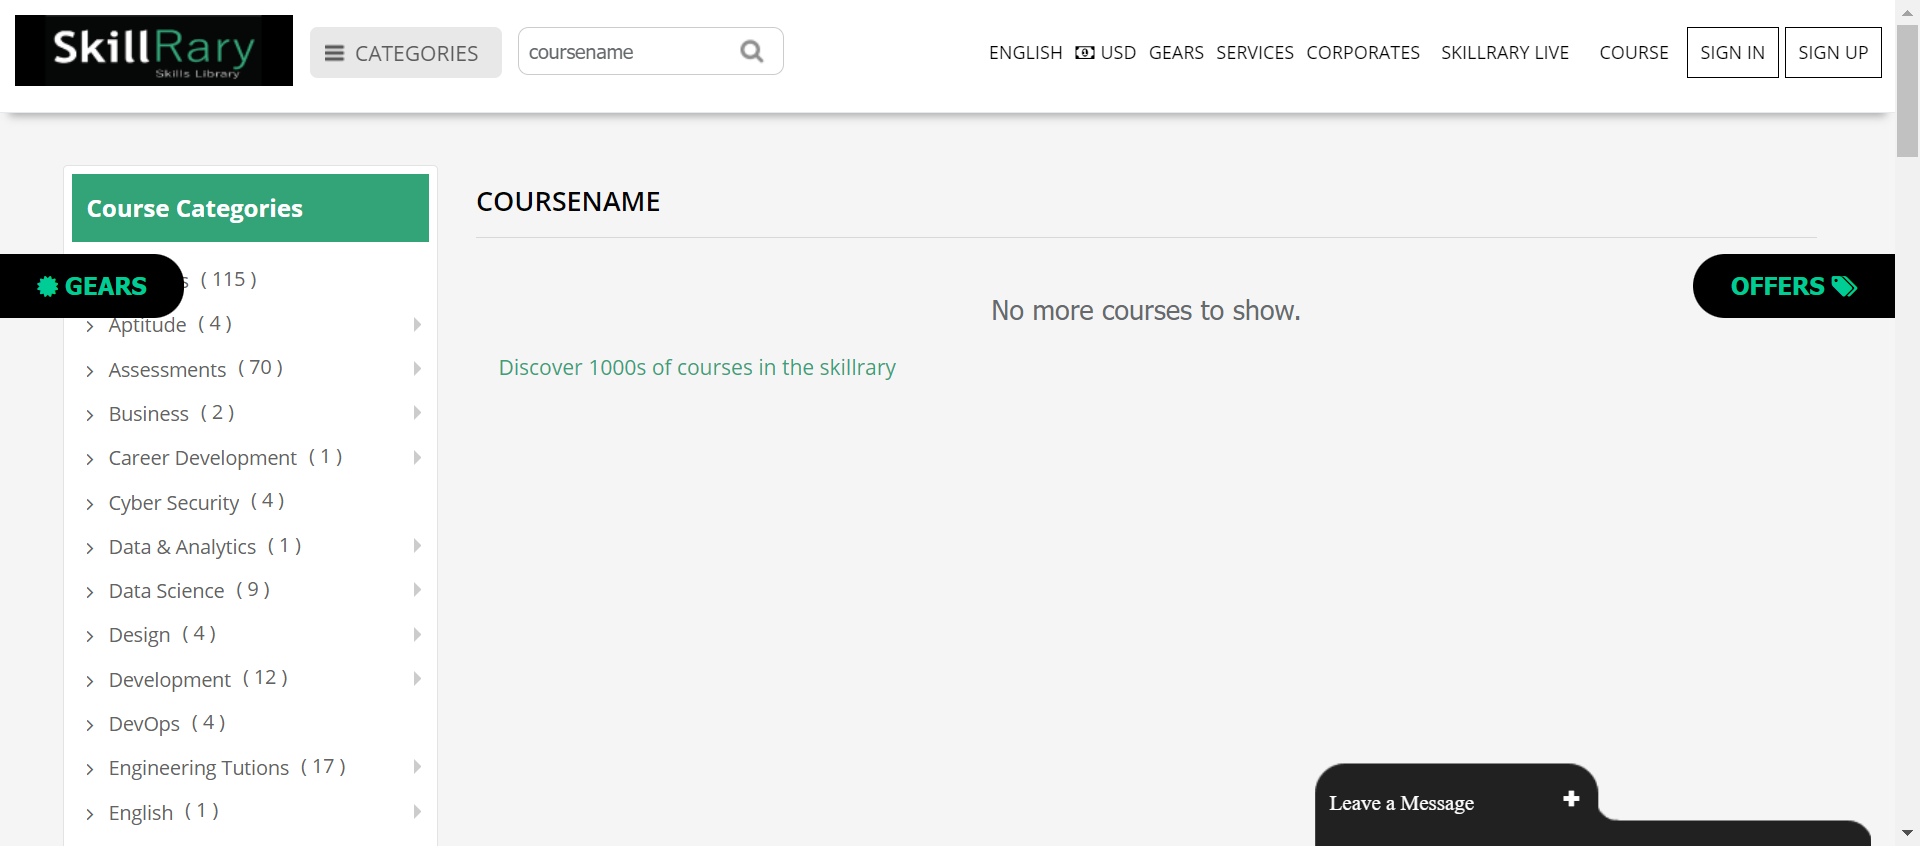 SkillRary
Skills Library
CATEGORIES
coursename
ENGLISH USD GEARS SERVICES CORPORATES SKILLRARY LIVE COURSE SIGN IN SIGN UP
Course Categories
COURSENAME
GEARS
( 115 )
OFFERS
No more courses to show.
Aptitude ( 4 )
Discover 1000s of courses in the skillrary
Assessments ( 70 )
Business ( 2 )
Career Development ( 1 )
Cyber Security ( 4 )
Data & Analytics ( 1 )
Data Science ( 9 )
Design ( 4 )
Development ( 12 )
DevOps ( 4 )
Engineering Tutions ( 17 )
English ( 1 )
Leave a Message